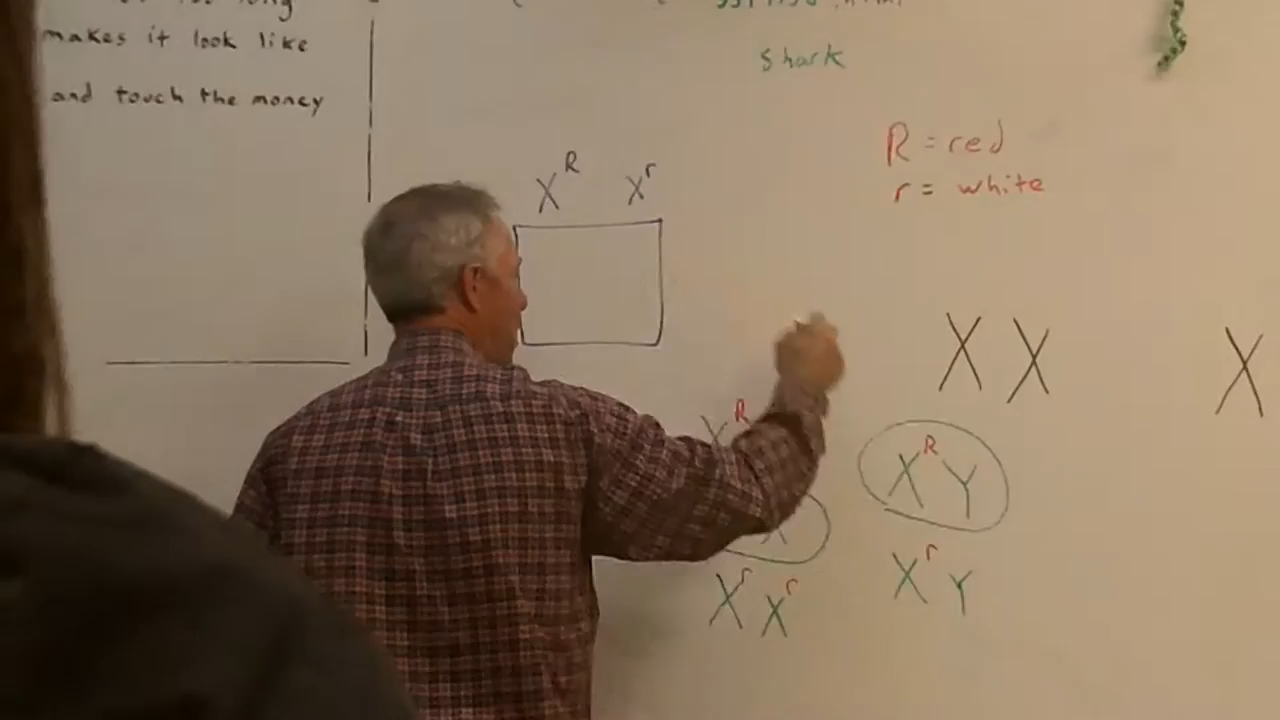 makes it look like
and touch the money
shark
R = red
r = white
X^R X^r
X X X
X^R
X^R Y
X^r X^r
X^r Y